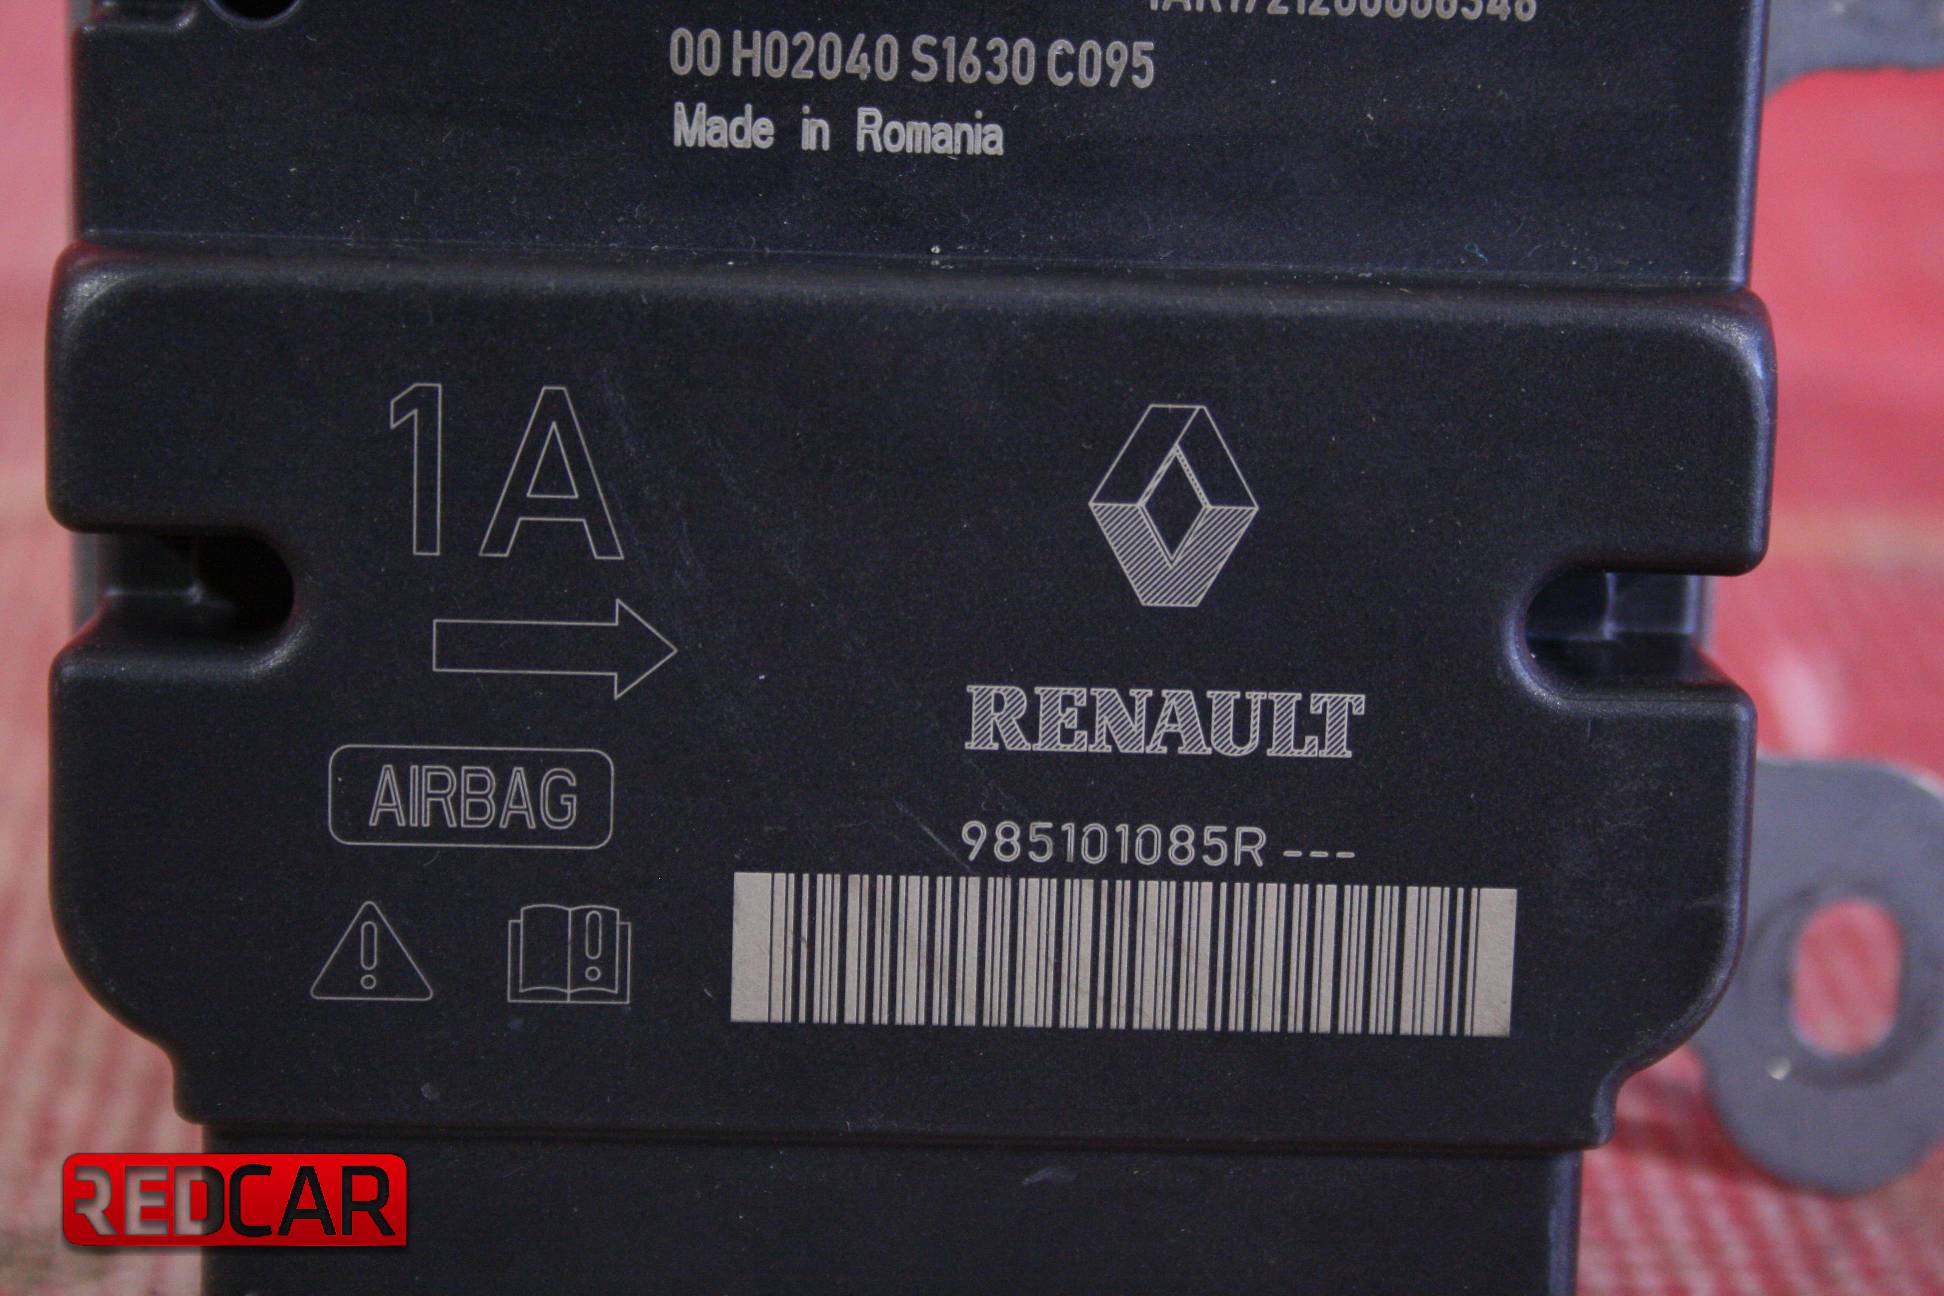 00 H02040 S1630 C095
Made in Romania
1A
RENAULT
AIRBAG
985101085R ---
REDCAR